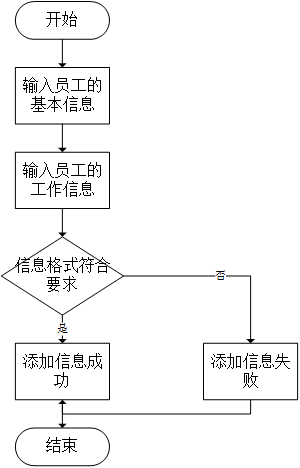 开始
输入员工的
基本信息
输入员工的
工作信息
信息格式符合
要求
否
是
添加信息成
功
添加信息失
败
结束